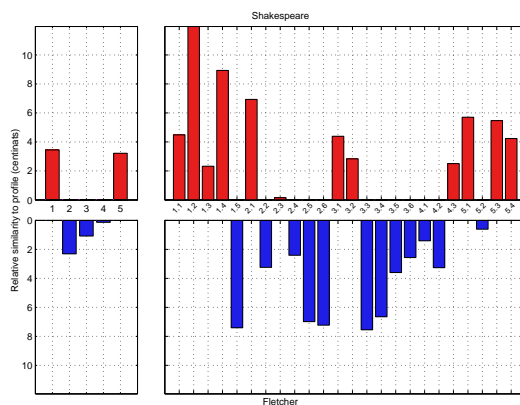 Shakespeare
Relative similarity to profile (centinats)
10
8
6
4
2
0
1 2 3 4 5
1.1 1.2 1.3 1.4 1.5 2.1 2.2 2.3 2.4 2.5 2.6 3.1 3.2 3.3 3.4 3.5 3.6 4.1 4.2 4.3 5.1 5.2 5.3 5.4
0
2
4
6
8
10
Fletcher